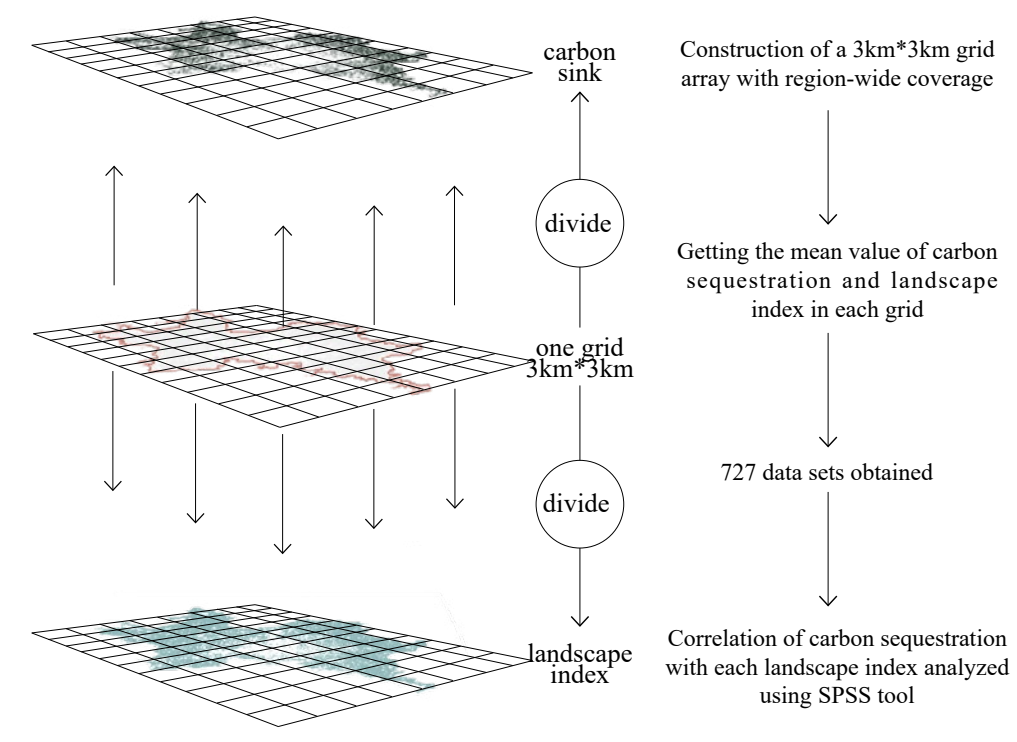 carbon
sink
divide
one grid
3km*3km
divide
landscape
index
Construction of a 3km*3km grid
array with region-wide coverage
Getting the mean value of carbon
sequestration and landscape
index in each grid
727 data sets obtained
Correlation of carbon sequestration
with each landscape index analyzed
using SPSS tool